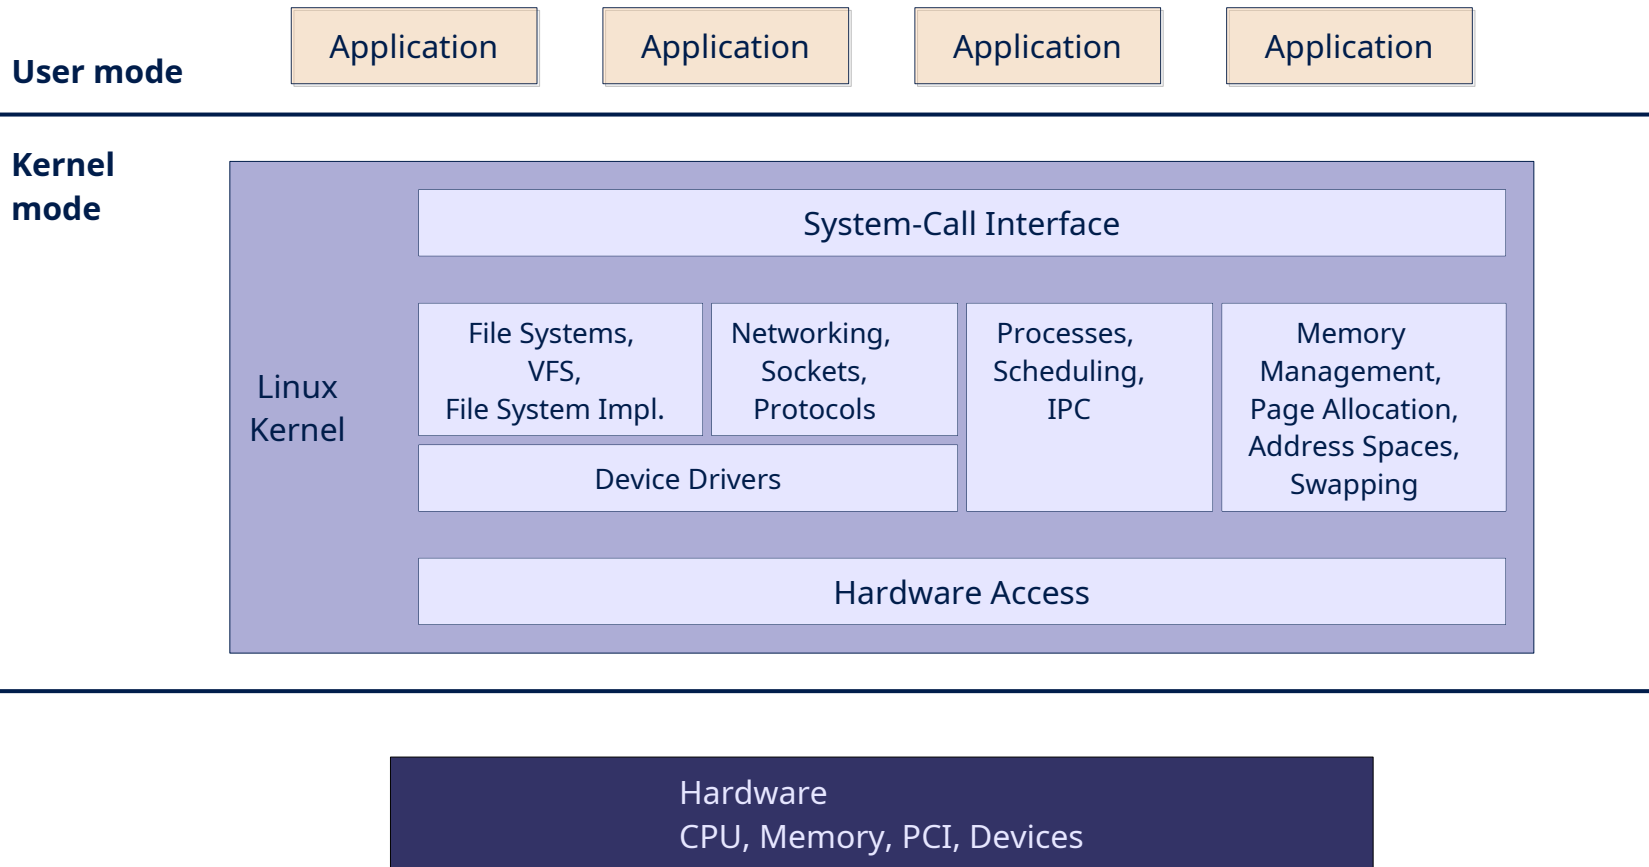 Application
Application
Application
Application
User mode
Kernel
mode
System-Call Interface
Linux
Kernel
File Systems,
VFS,
File System Impl.
Networking,
Sockets,
Protocols
Processes,
Scheduling,
IPC
Memory
Management,
Page Allocation,
Address Spaces,
Swapping
Device Drivers
Hardware Access
Hardware
CPU, Memory, PCI, Devices